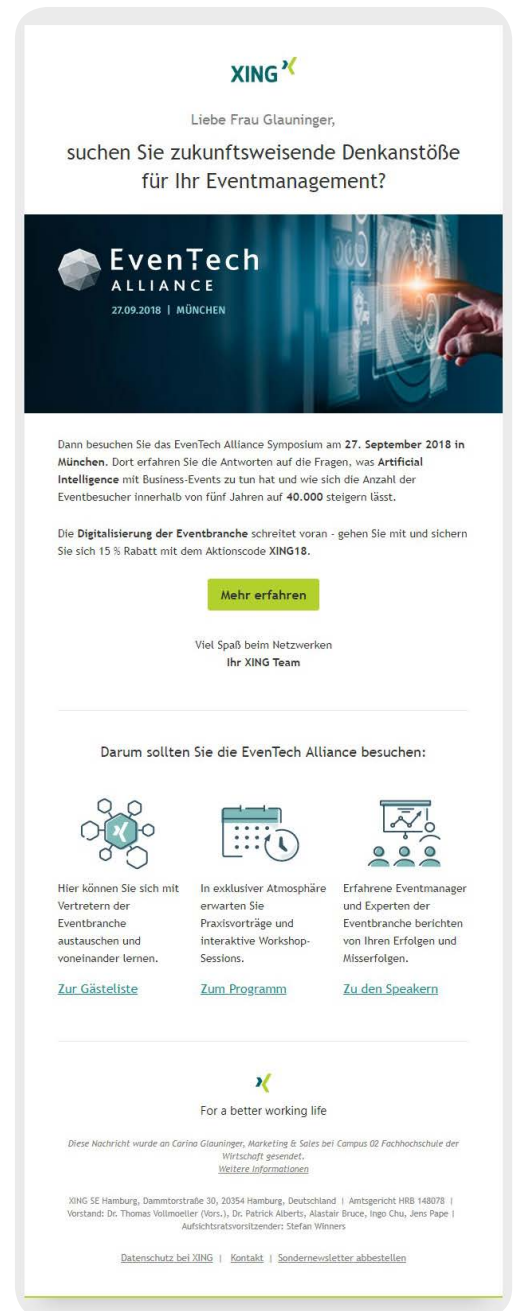 XING
Liebe Frau Glauninger,
suchen Sie zukunftsweisende Denkanstöße
für Ihr Eventmanagement?
EvenTech
ALLIANCE
27.09.2018 | MÜNCHEN
Dann besuchen Sie das EvenTech Alliance Symposium am 27. September 2018 in
München. Dort erfahren Sie die Antworten auf die Fragen, was Artificial
Intelligence mit Business-Events zu tun hat und wie sich die Anzahl der
Eventbesucher innerhalb von fünf Jahren auf 40.000 steigern lässt.
Die Digitalisierung der Eventbranche schreitet voran - gehen Sie mit und sichern
Sie sich 15 % Rabatt mit dem Aktionscode XING18.
Mehr erfahren
Viel Spaß beim Netzwerken
Ihr XING Team
Darum sollten Sie die EvenTech Alliance besuchen:
Hier können Sie sich mit
Vertretern der
Eventbranche
austauschen und
voneinander lernen.
Zur Gästeliste
In exklusiver Atmosphäre
erwarten Sie
Praxisvorträge und
interaktive Workshop-
Sessions.
Zum Programm
Erfahrene Eventmanager
und Experten der
Eventbranche berichten
von Ihren Erfolgen und
Misserfolgen.
Zu den Speakern
For a better working life
Diese Nachricht wurde an Carina Glauninger, Marketing & Sales bei Campus 02 Fachhochschule der
Wirtschaft gesendet.
Weitere Informationen
XING SE Hamburg, Dammtorstraße 30, 20354 Hamburg, Deutschland | Amtsgericht HRB 148078 |
Vorstand: Dr. Thomas Vollmoeller (Vors.), Dr. Patrick Alberts, Alastair Bruce, Ingo Chu, Jens Pape |
Aufsichtsratsvorsitzender: Stefan Winners
Datenschutz bei XING | Kontakt | Sondernewsletter abbestellen